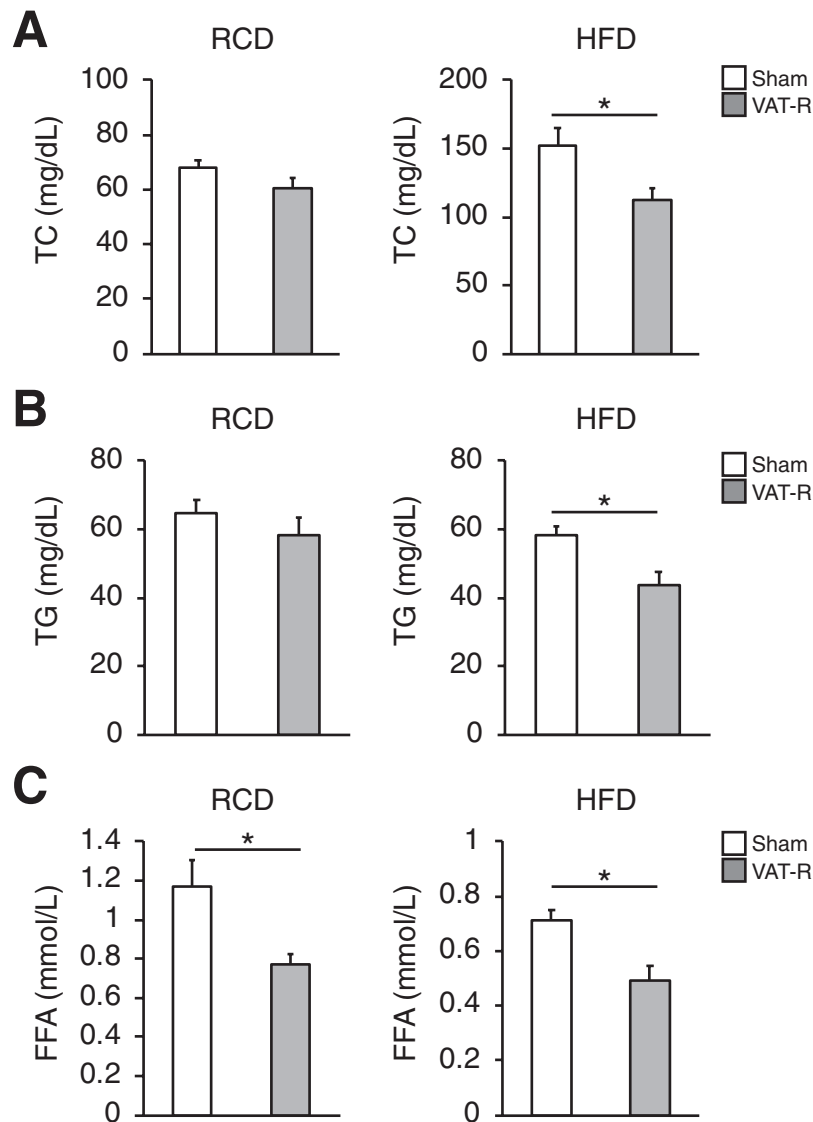 A
RCD
HFD
100
80
60
40
20
0
TC (mg/dL)
200
150
100
50
0
TC (mg/dL)
*
Sham
VAT-R
B
RCD
HFD
80
60
40
20
0
TG (mg/dL)
80
60
40
20
0
TG (mg/dL)
*
Sham
VAT-R
C
RCD
HFD
1.4
1.2
1
0.8
0.6
0.4
0.2
0
FFA (mmol/L)
*
1
0.8
0.6
0.4
0.2
0
FFA (mmol/L)
*
Sham
VAT-R